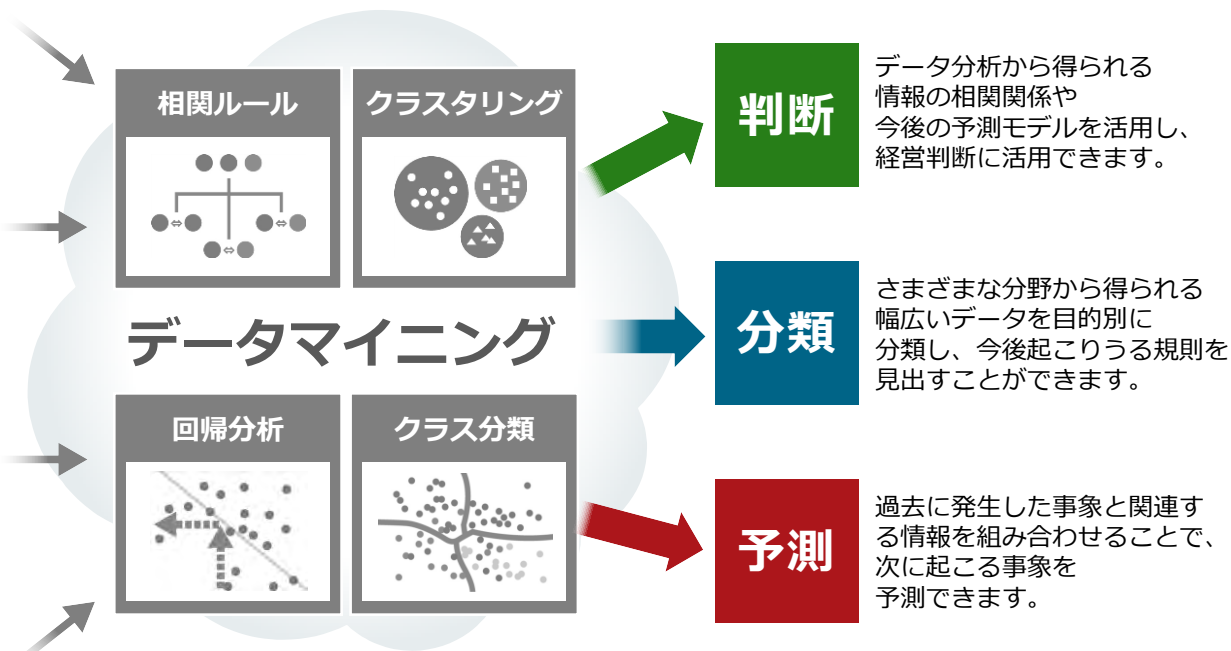 相関ルール
クラスタリング
データマイニング
回帰分析
クラス分類
判断
データ分析から得られる
情報の相関関係や
今後の予測モデルを活用し、
経営判断に活用できます。
分類
さまざまな分野から得られる
幅広いデータを目的別に
分類し、今後起こりうる規則を
見出すことができます。
予測
過去に発生した事象と関連す
る情報を組み合わせることで、
次に起こる事象を
予測できます。